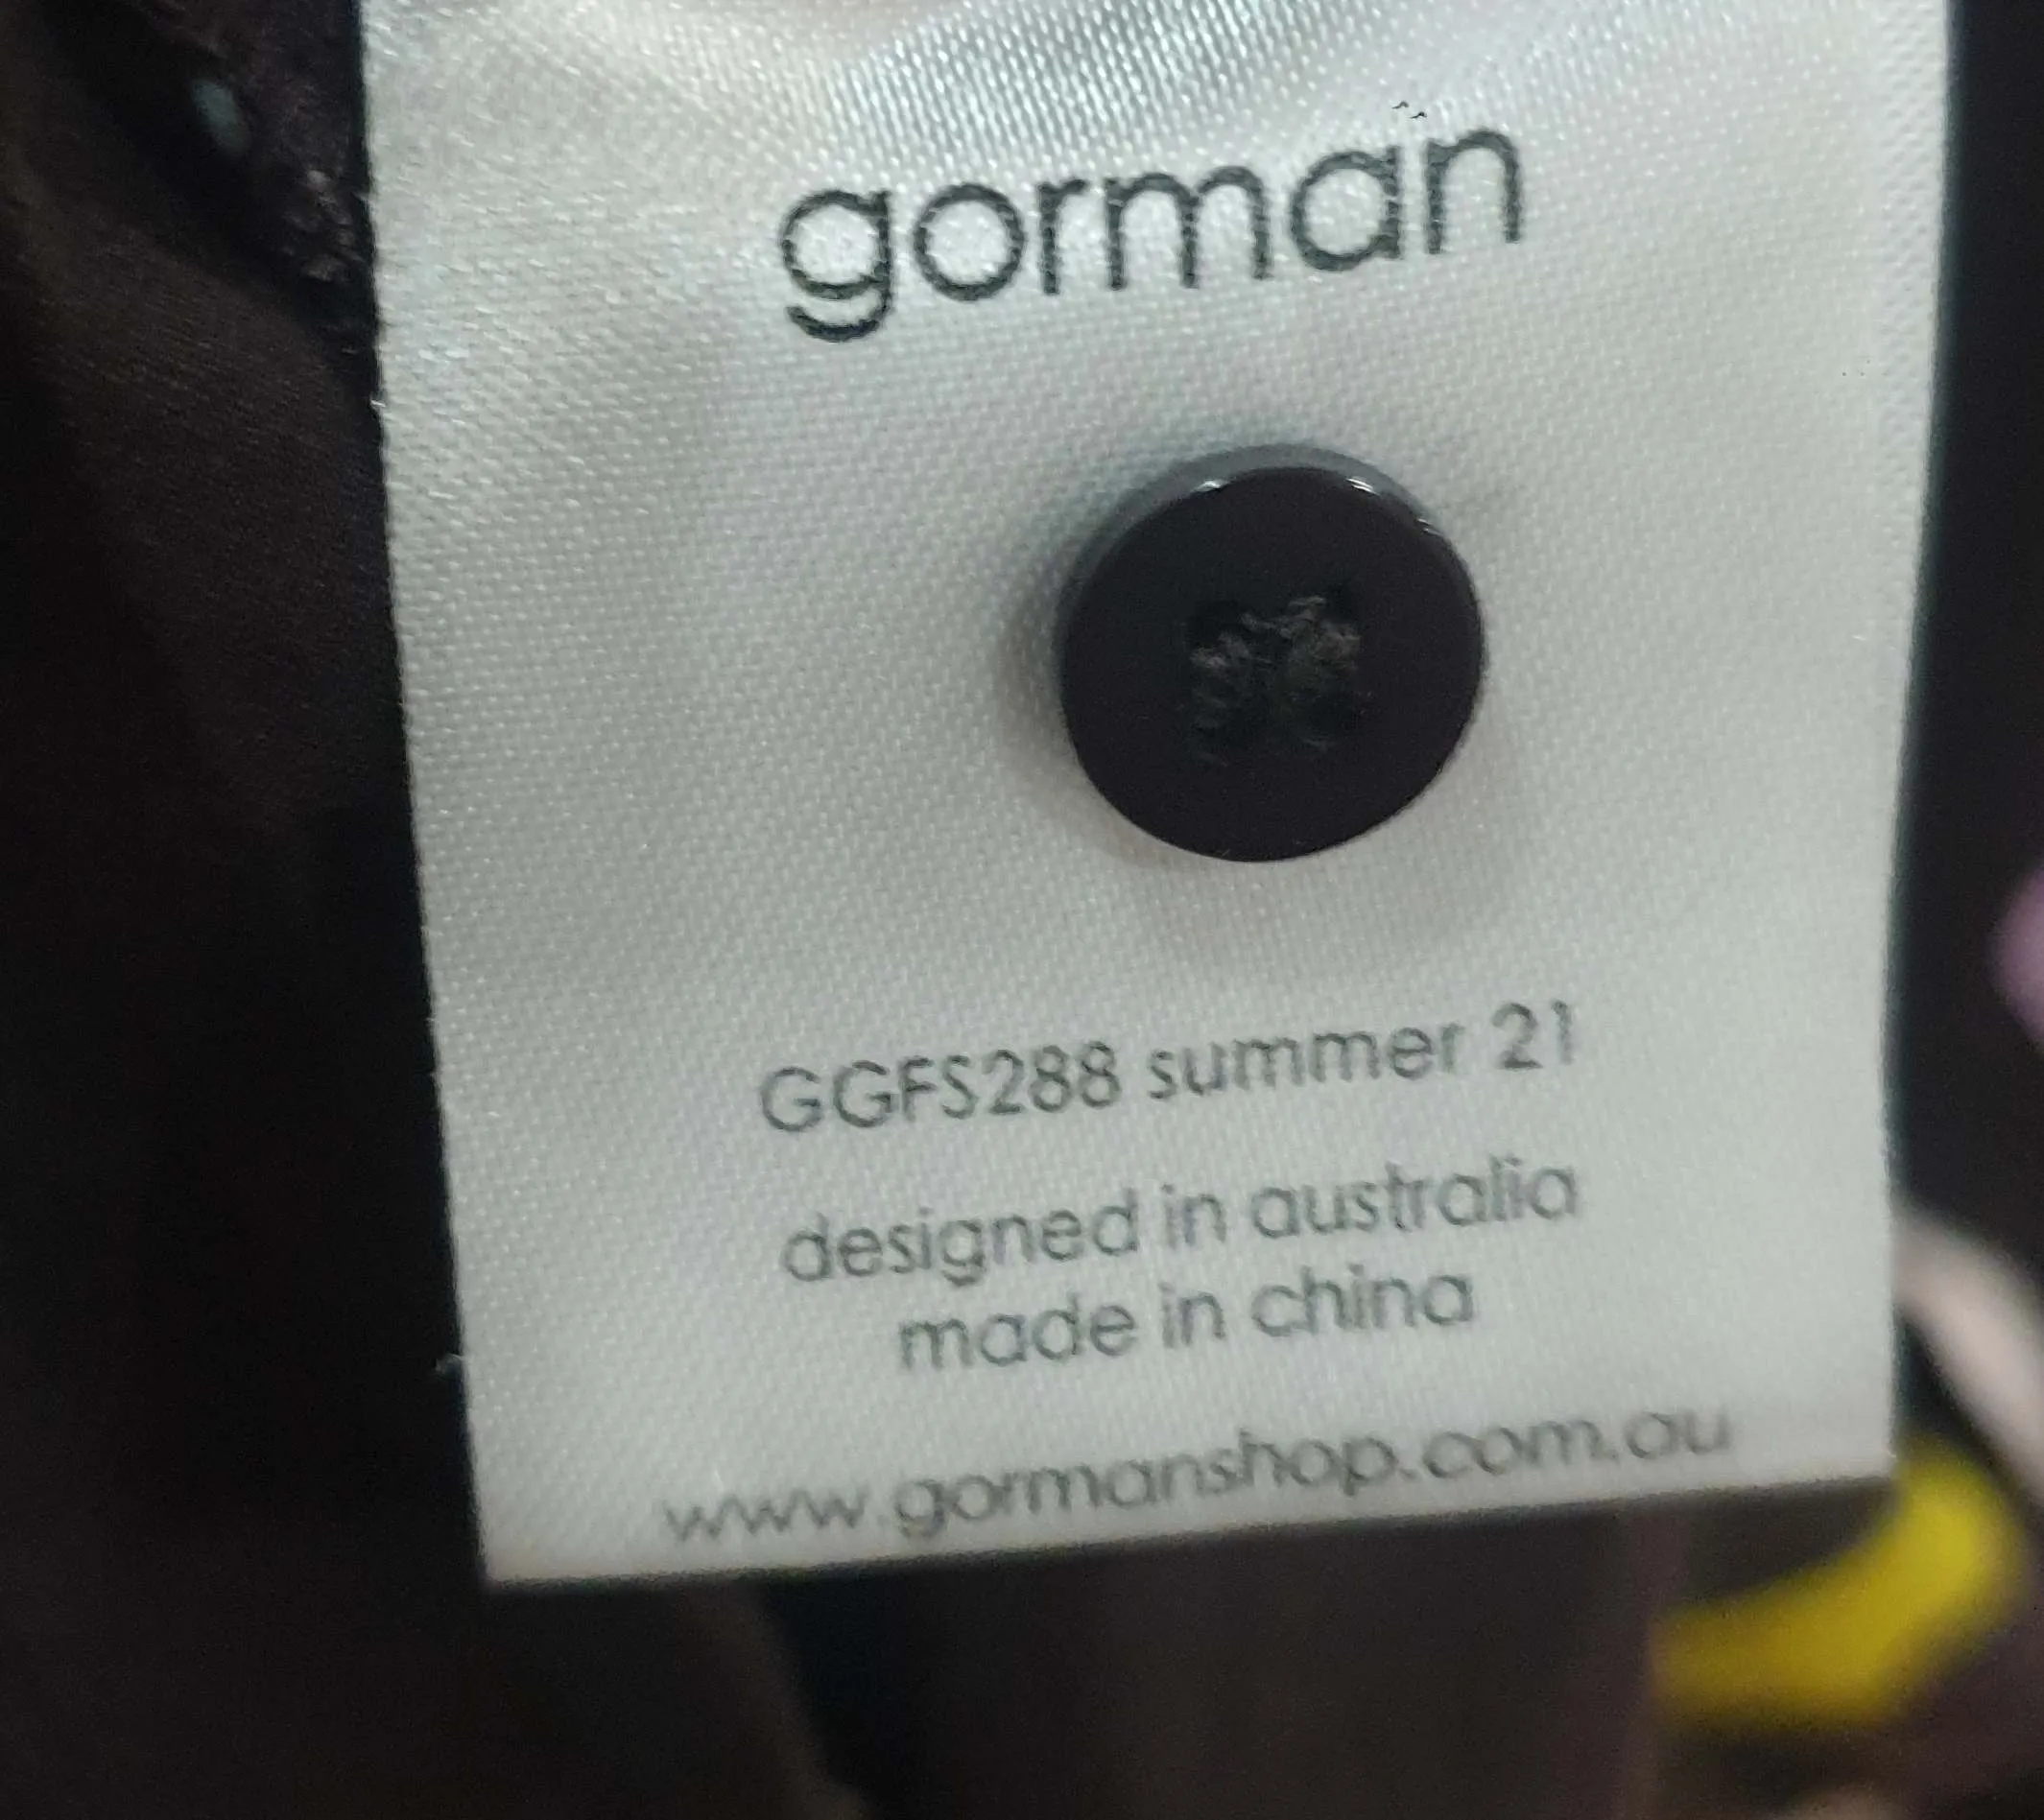 gorman
GGFS288 summer 21
designed in australia
made in china
www.gormanshop.com.au